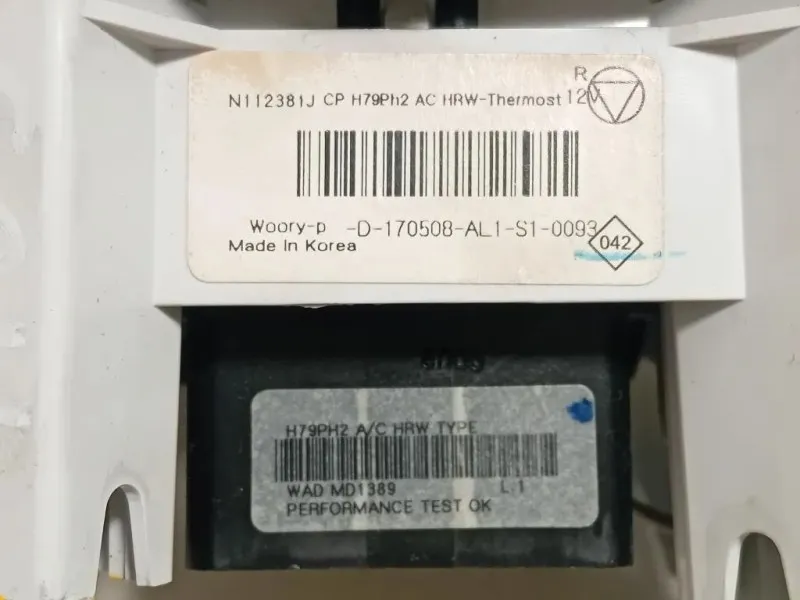 R
N112381J CP H79Ph2 AC HRW-Thermost 12V
Woory-p -D-170508-AL1-S1-0093
042
Made In Korea
H79PH2 A/C HRW TYPE
WAD MD1389 L.1
PERFORMANCE TEST OK